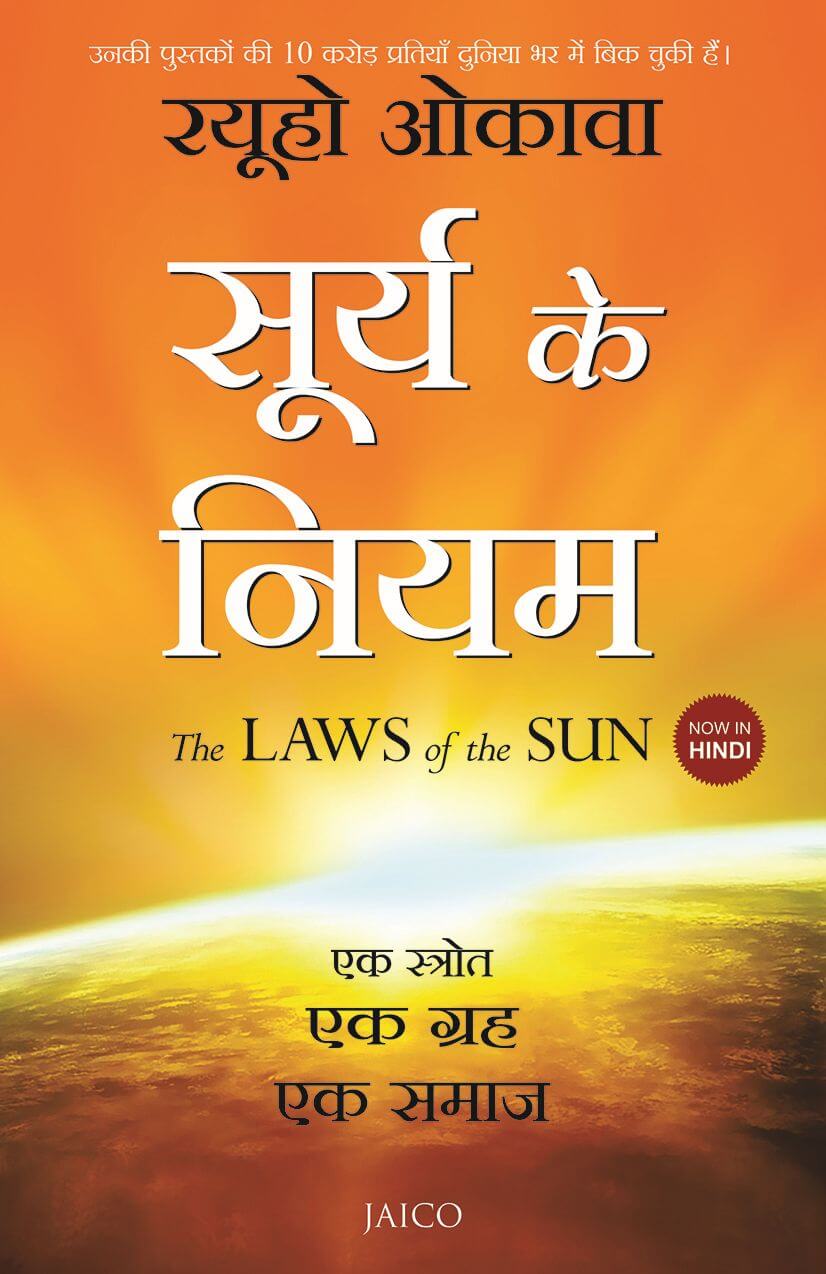 उनकी पुस्तकों की 10 करोड़ प्रतियाँ दुनिया भर में बिक चुकी हैं।
रयूहो ओकावा
सूर्य के
नियम
The LAWS of the SUN
NOW IN
HINDI
एक स्त्रोत
एक ग्रह
एक समाज
JAICO